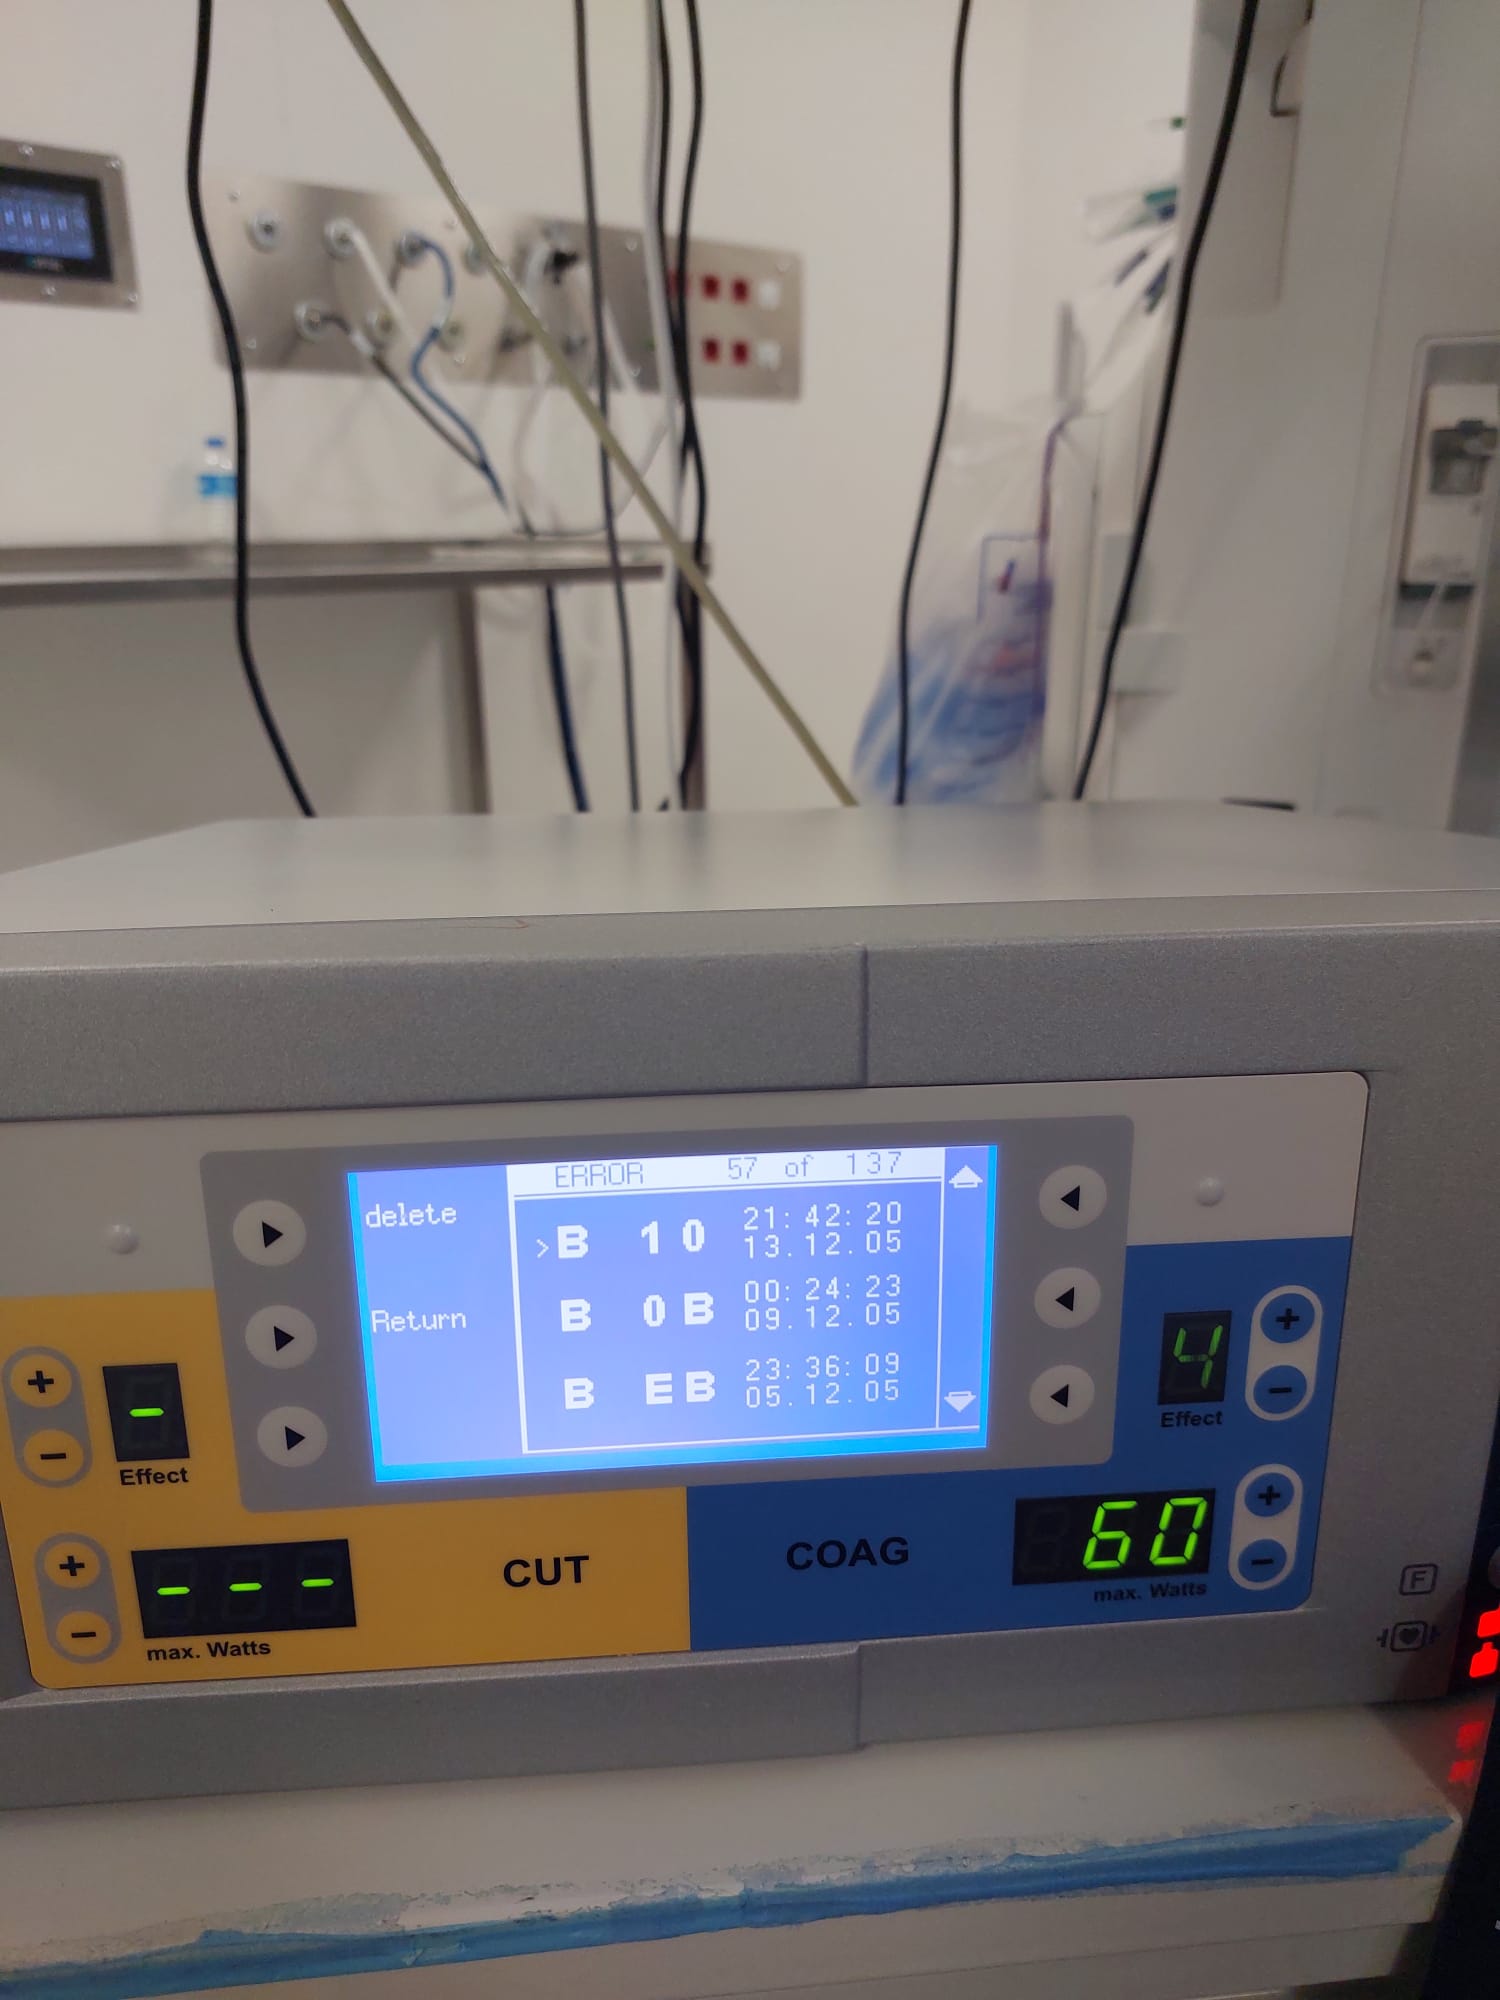 ERROR 57 of 137
delete
>B 10 21:42:20
13.12.05
B 0B 00:24:23
09.12.05
Return
B EB 23:36:09
05.12.05
+
-
-
Effect
4
+
-
Effect
+
-
---
max. Watts
CUT
COAG
60
max. Watts
+
-
F